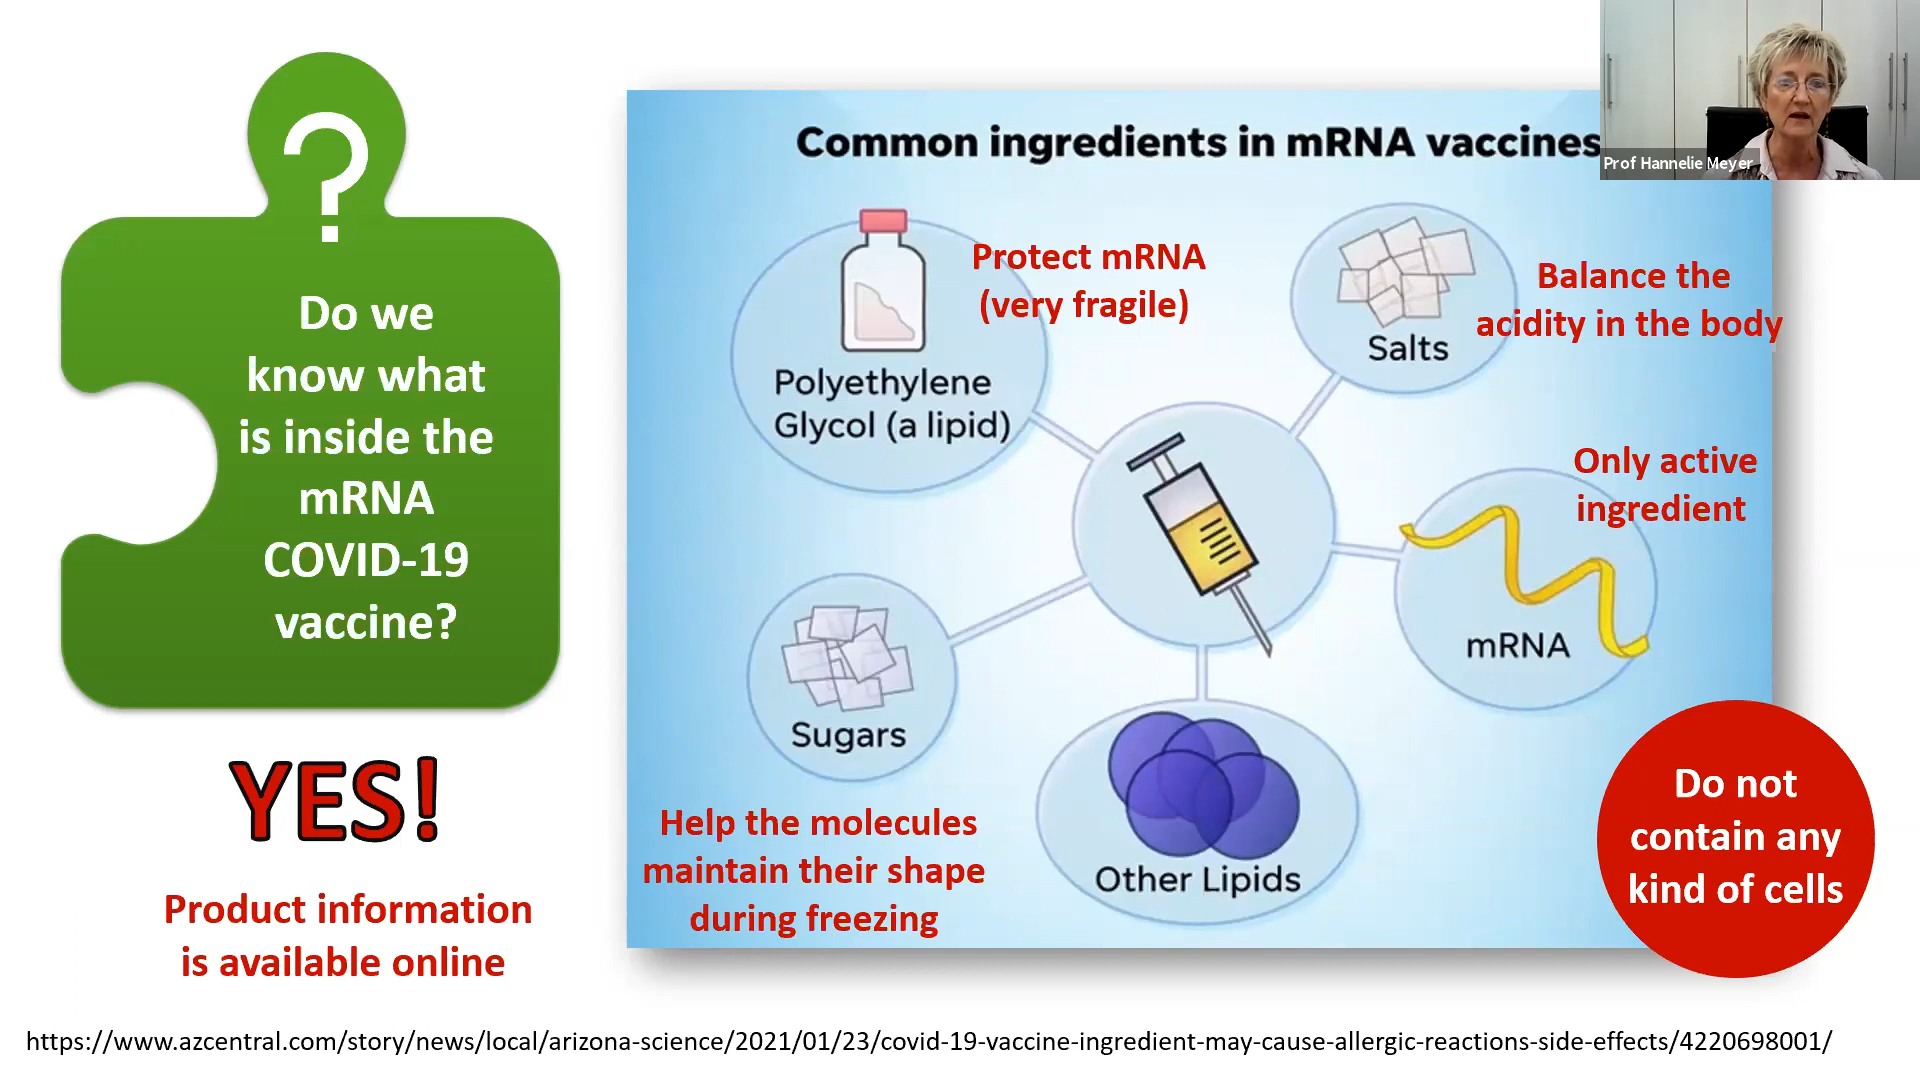 ?
Do we
know what
is inside the
mRNA
COVID-19
vaccine?
YES!
Product information
is available online
Common ingredients in mRNA vaccines
Prof Hannelie Meyer
Protect mRNA
(very fragile)
Polyethylene
Glycol (a lipid)
Balance the
acidity in the body
Salts
Only active
ingredient
mRNA
Sugars
Help the molecules
maintain their shape
during freezing
Other Lipids
Do not
contain any
kind of cells
https://www.azcentral.com/story/news/local/arizona-science/2021/01/23/covid-19-vaccine-ingredient-may-cause-allergic-reactions-side-effects/4220698001/